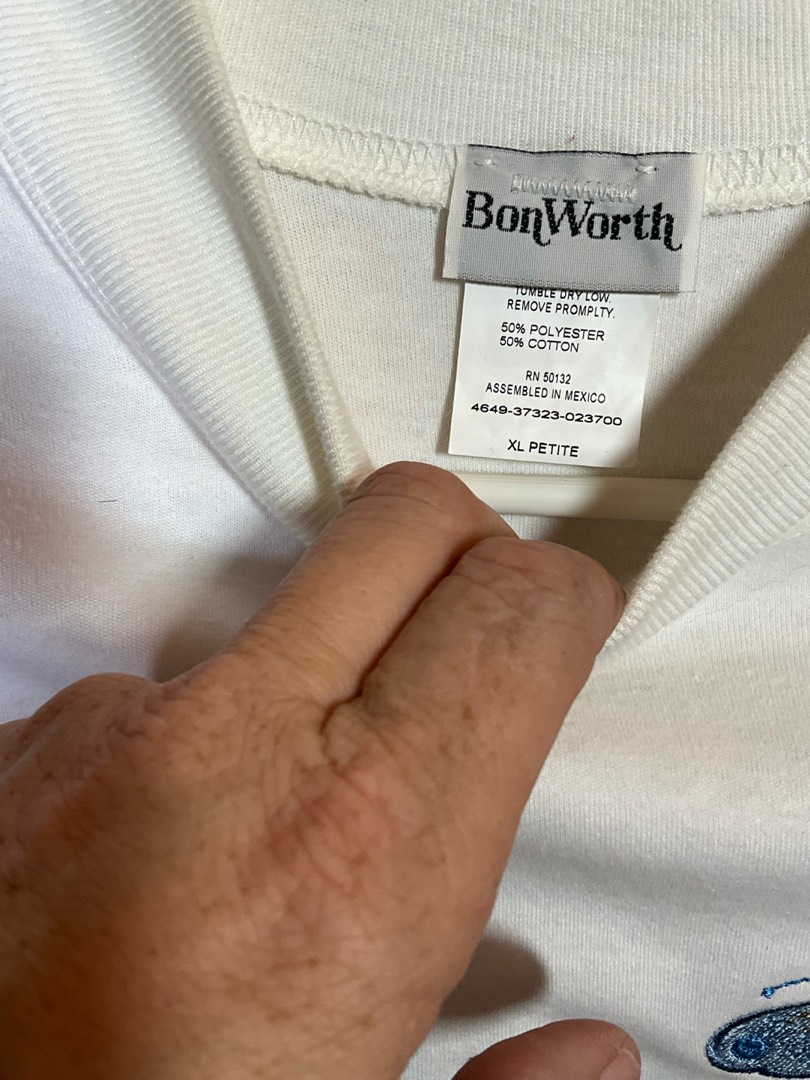 BonWorth
TUMBLE DRY LOW.
REMOVE PROMPLTY.
50% POLYESTER
50% COTTON
RN 50132
ASSEMBLED IN MEXICO
4649-37323-023700
XL PETITE